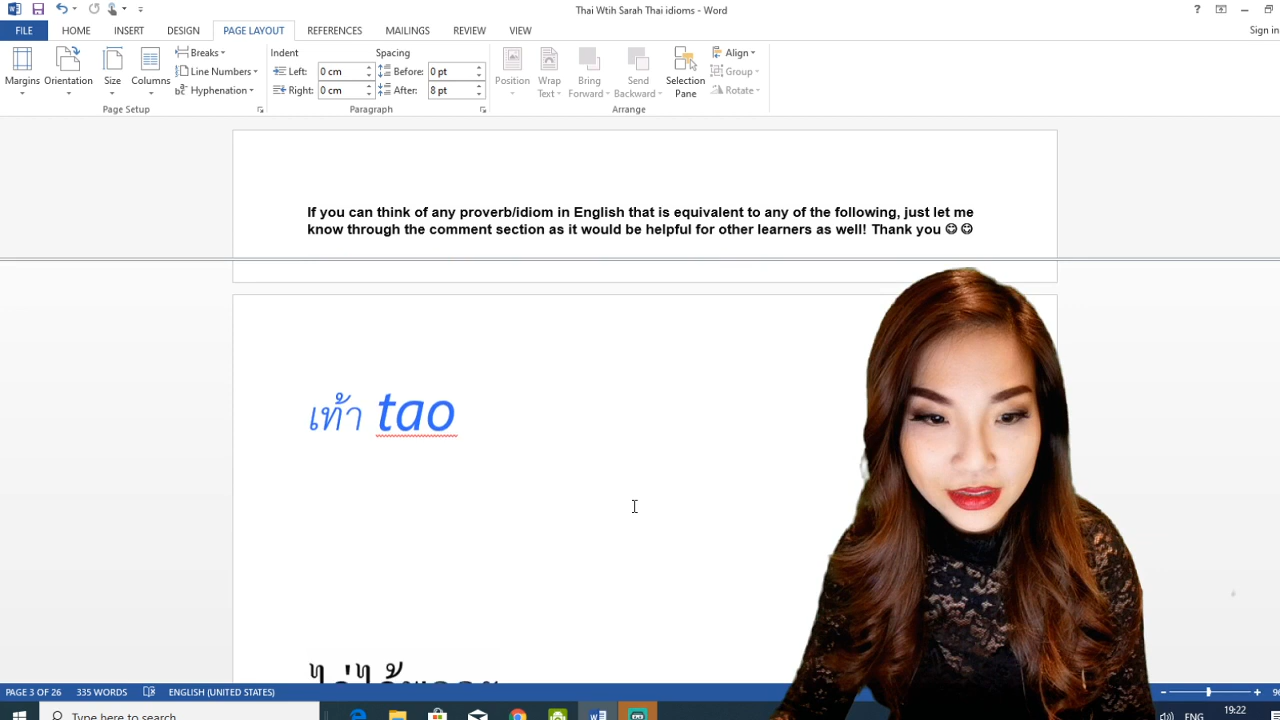 Thai Wtih Sarah Thai idioms - Word
FILE HOME INSERT DESIGN PAGE LAYOUT REFERENCES MAILINGS REVIEW VIEW Sign in
Margins Orientation Size Columns
Breaks
Line Numbers
Hyphenation
Page Setup
Indent
Left: 0 cm
Right: 0 cm
Spacing
Before: 0 pt
After: 8 pt
Paragraph
Position Wrap Text Bring Forward Send Backward Selection Pane
Align
Group
Rotate
Arrange
If you can think of any proverb/idiom in English that is equivalent to any of the following, just let me
know through the comment section as it would be helpful for other learners as well! Thank you 😊 😊
เท้า tao
PAGE 3 OF 26 335 WORDS ENGLISH (UNITED STATES)
Type here to search
ENG 19:22